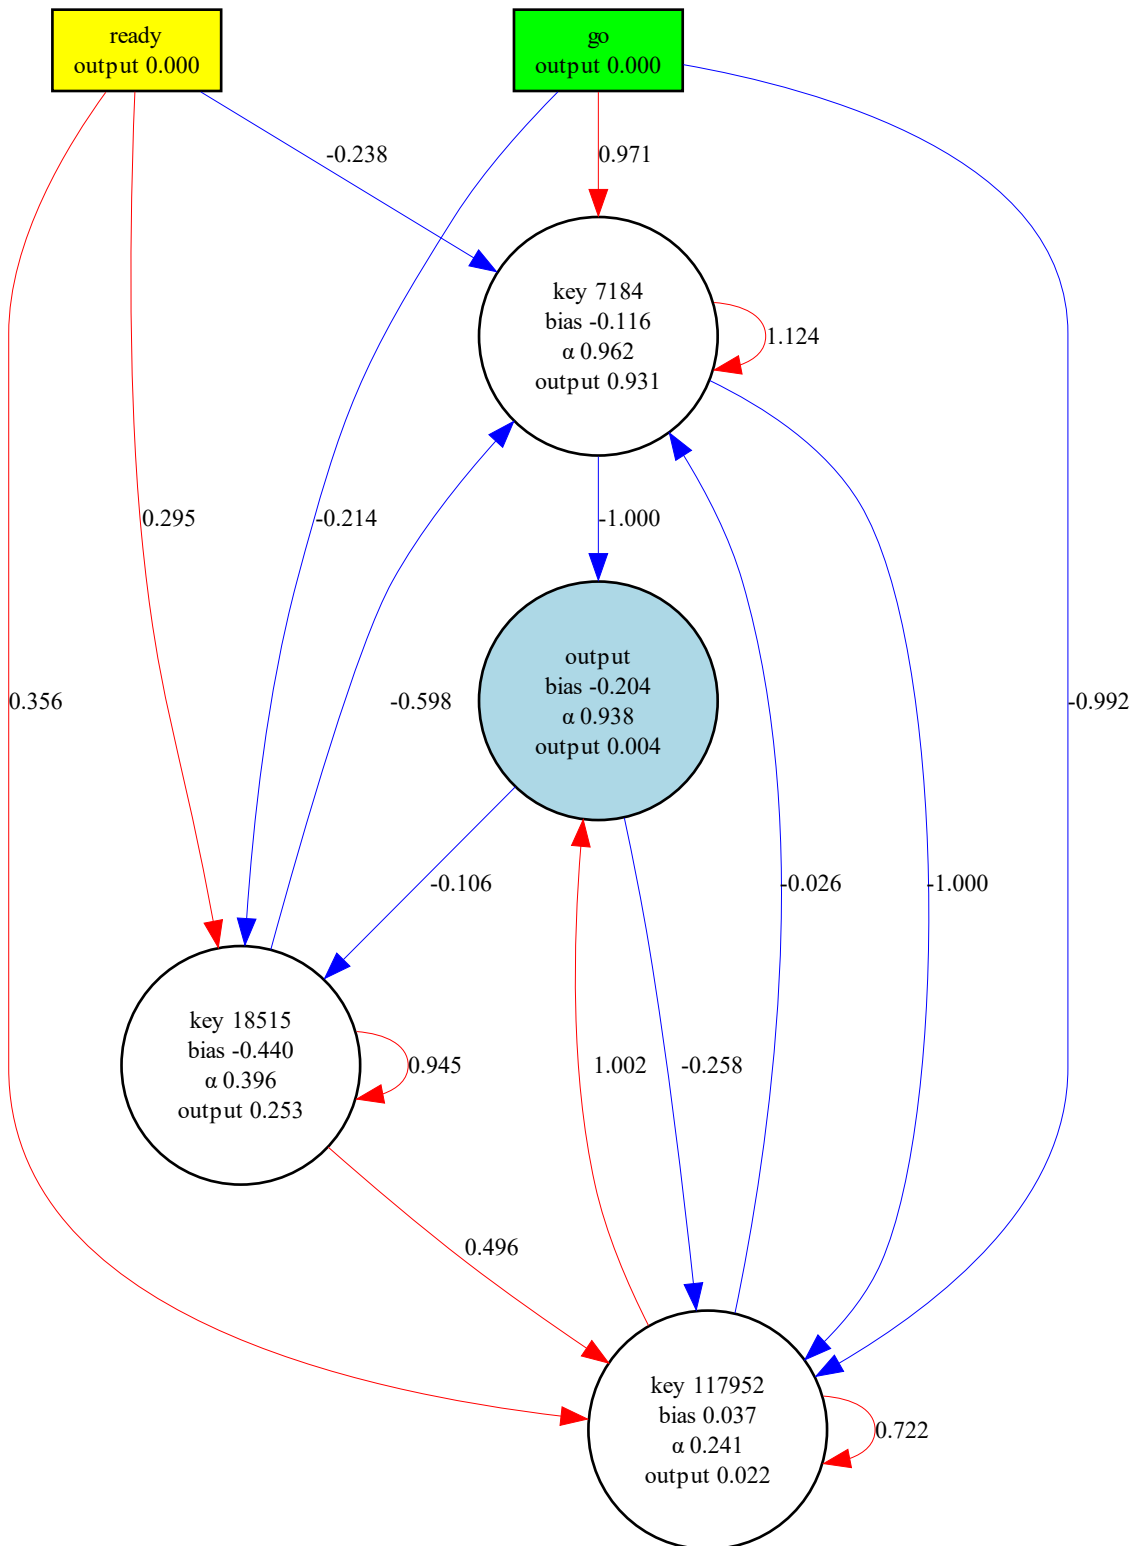 ready
output 0.000
go
output 0.000
-0.238
0.971
key 7184
bias -0.116
α 0.962
output 0.931
1.124
0.295
-0.214
-1.000
0.356
-0.598
output
bias -0.204
α 0.938
output 0.004
-0.992
-0.106
-0.026
-1.000
key 18515
bias -0.440
α 0.396
output 0.253
0.945
1.002
-0.258
0.496
key 117952
bias 0.037
α 0.241
output 0.022
0.722